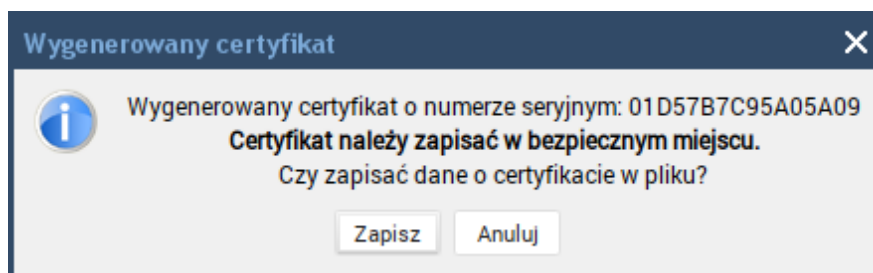 Wygenerowany certyfikat
Wygenerowany certyfikat o numerze seryjnym: 01D57B7C95A05A09
Certyfikat należy zapisać w bezpiecznym miejscu.
Czy zapisać dane o certyfikacie w pliku?
Zapisz Anuluj